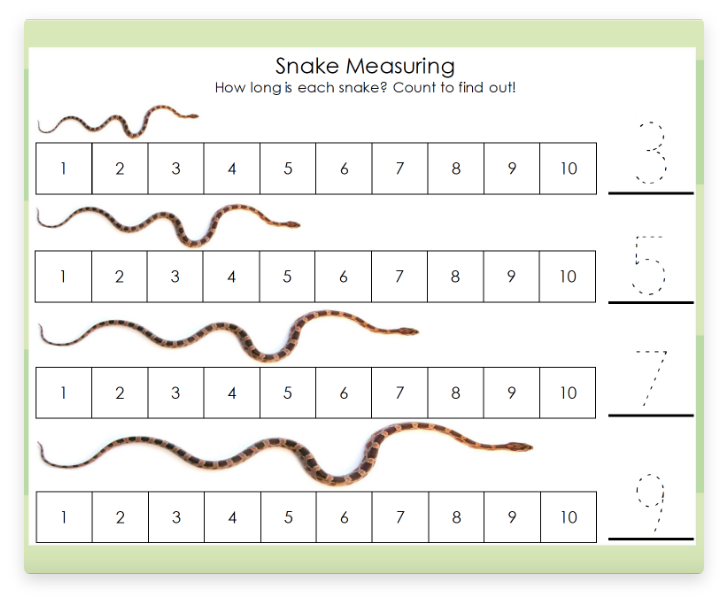 Snake Measuring
How long is each snake? Count to find out!
1 2 3 4 5 6 7 8 9 10 3
1 2 3 4 5 6 7 8 9 10 5
1 2 3 4 5 6 7 8 9 10 7
1 2 3 4 5 6 7 8 9 10 9